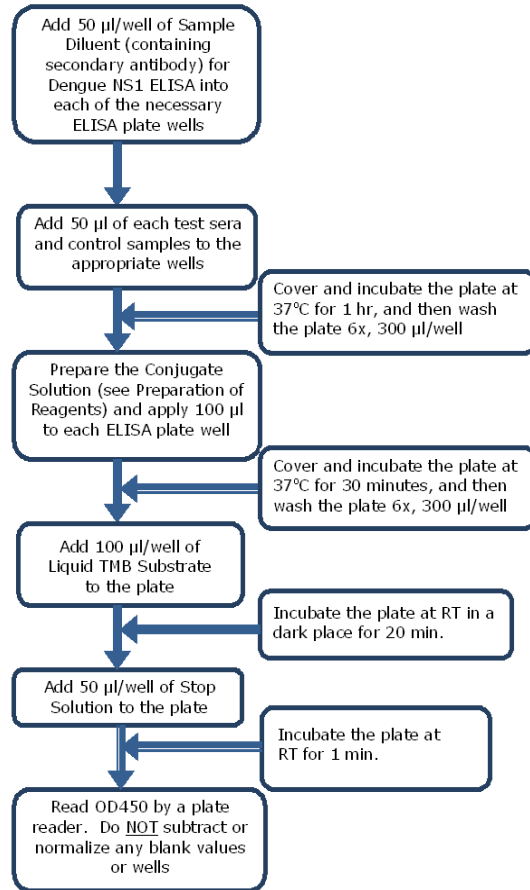 Add 50 µl/well of Sample
Diluent (containing
secondary antibody) for
Dengue NS1 ELISA into
each of the necessary
ELISA plate wells
Add 50 µl of each test sera
and control samples to the
appropriate wells
Cover and incubate the plate at
37°C for 1 hr, and then wash
the plate 6x, 300 µl/well
Prepare the Conjugate
Solution (see Preparation of
Reagents) and apply 100 µl
to each ELISA plate well
Cover and incubate the plate at
37°C for 30 minutes, and then
wash the plate 6x, 300 µl/well
Add 100 µl/well of
Liquid TMB Substrate
to the plate
Incubate the plate at RT in a
dark place for 20 min.
Add 50 µl/well of Stop
Solution to the plate
Incubate the plate at
RT for 1 min.
Read OD450 by a plate
reader. Do NOT subtract or
normalize any blank values
or wells